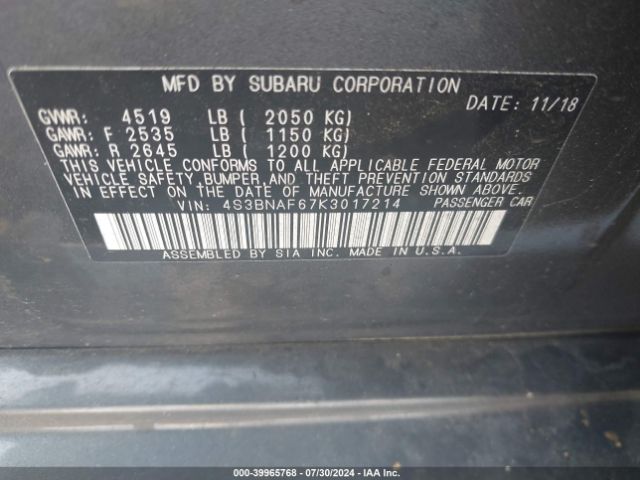 MFD BY SUBARU CORPORATION
DATE: 11/18
GVWR: 4519 LB ( 2050 KG)
GAWR: F 2535 LB ( 1150 KG)
GAWR: R 2645 LB ( 1200 KG)
THIS VEHICLE CONFORMS TO ALL APPLICABLE FEDERAL MOTOR
VEHICLE SAFETY, BUMPER, AND THEFT PREVENTION STANDARDS
IN EFFECT ON THE DATE OF MANUFACTURE SHOWN ABOVE.
VIN: 4S3BNAF67K3017214 PASSENGER CAR
ASSEMBLED BY SIA INC. MADE IN U.S.A.
000-39965768 - 07/30/2024 - IAA Inc.